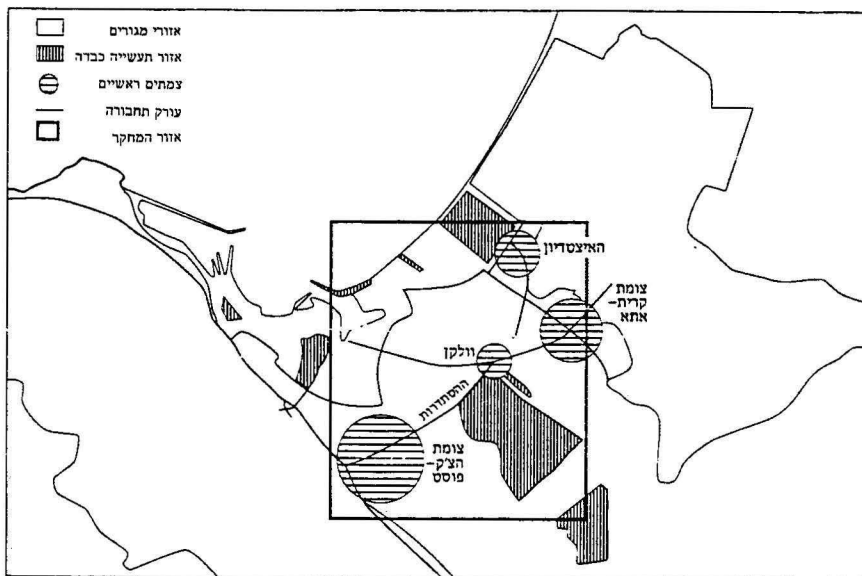 אזורי מגורים
אזור תעשייה כבדה
צמתים ראשיים
עורק תחבורה
אזור המחקר
האיצטדיון
צומת
קרית-
אתא
וולקן
ההסתדרות
צומת
הצ'ק-
פוסט